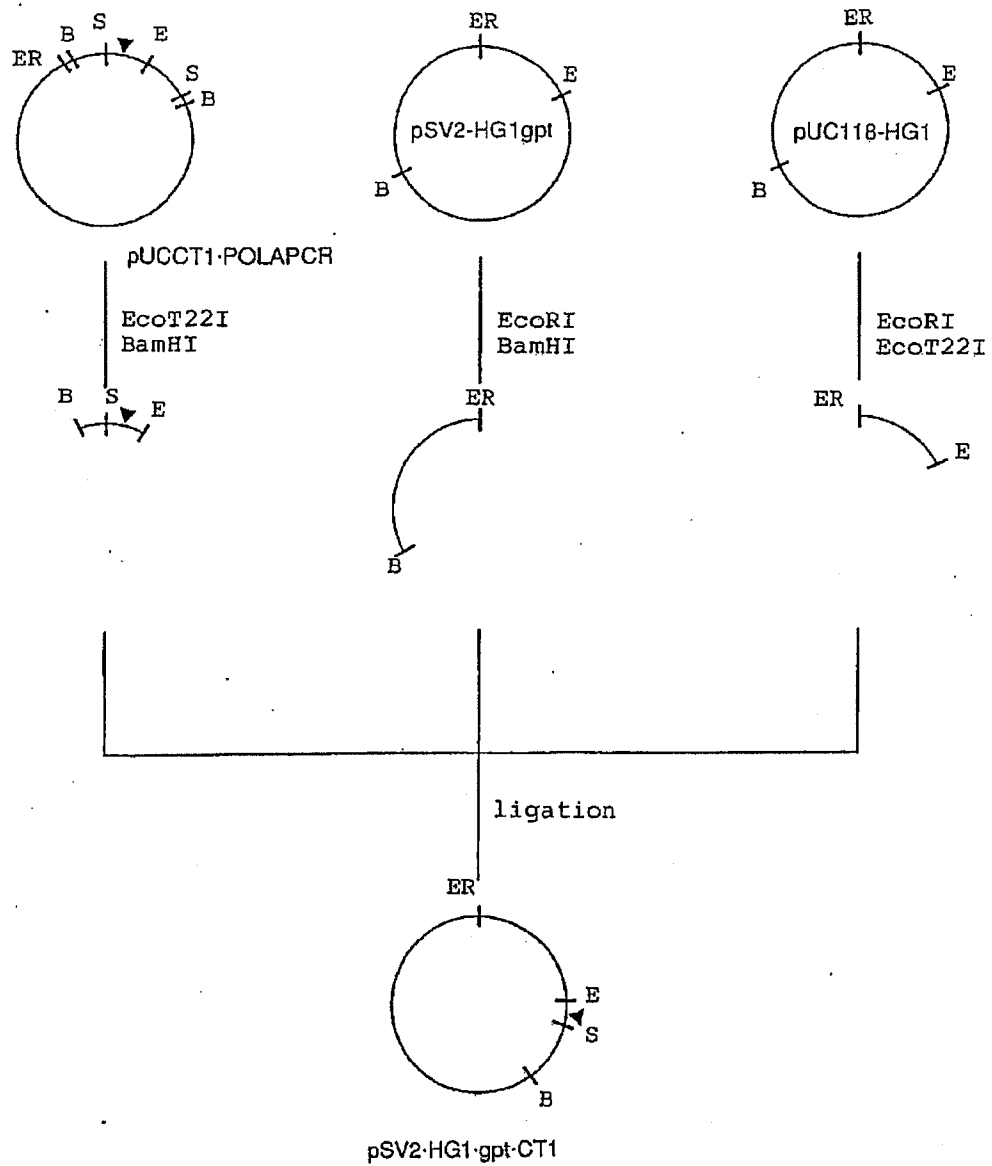 S
B
E
ER
S
B
pUCCT1·POLAPCR
ER
E
pSV2-HG1gpt
B
ER
E
pUC118-HG1
B
EcoT22I
BamHI
EcoRI
BamHI
EcoRI
EcoT22I
B
S
E
ER
B
ER
E
ligation
ER
E
S
B
pSV2·HG1·gpt·CT1